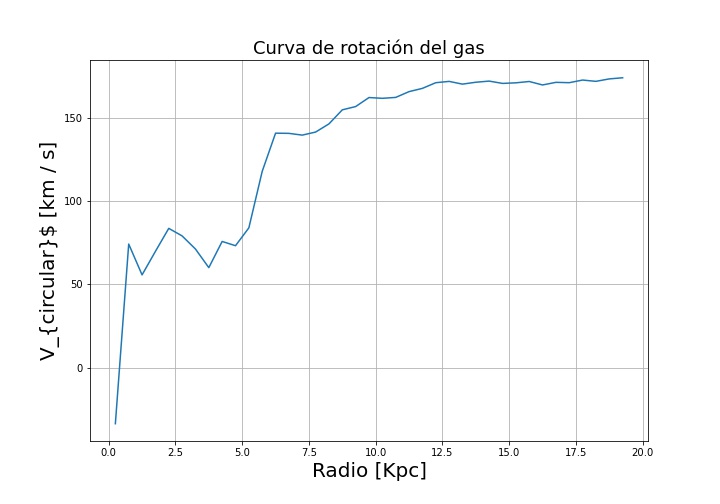 Curva de rotación del gas
V_{circular}$ [km / s]
150
100
50
0
0.0 2.5 5.0 7.5 10.0 12.5 15.0 17.5 20.0
Radio [Kpc]